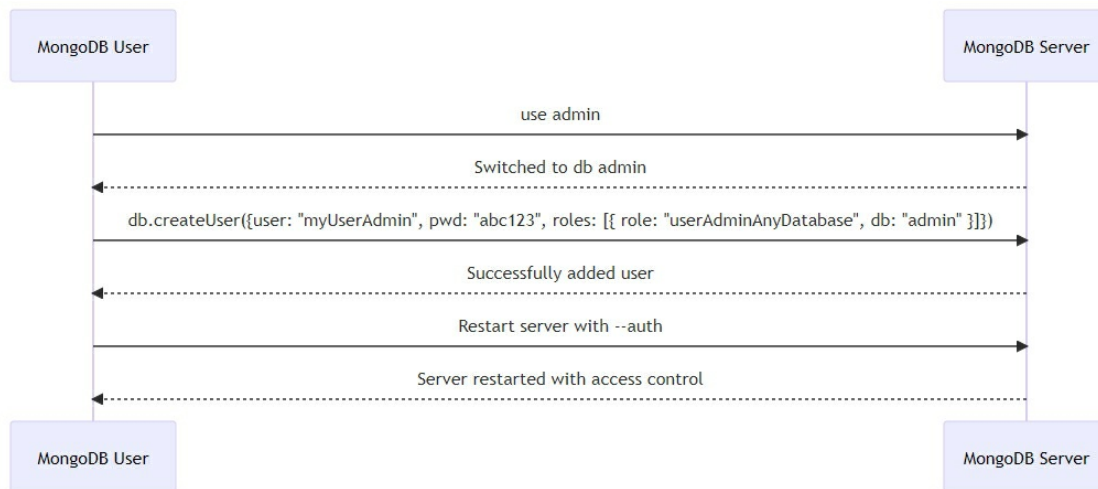 MongoDB User
MongoDB Server
use admin
Switched to db admin
db.createUser({user: "myUserAdmin", pwd: "abc123", roles: [{ role: "userAdminAnyDatabase", db: "admin" }]})
Successfully added user
Restart server with --auth
Server restarted with access control
MongoDB User
MongoDB Server